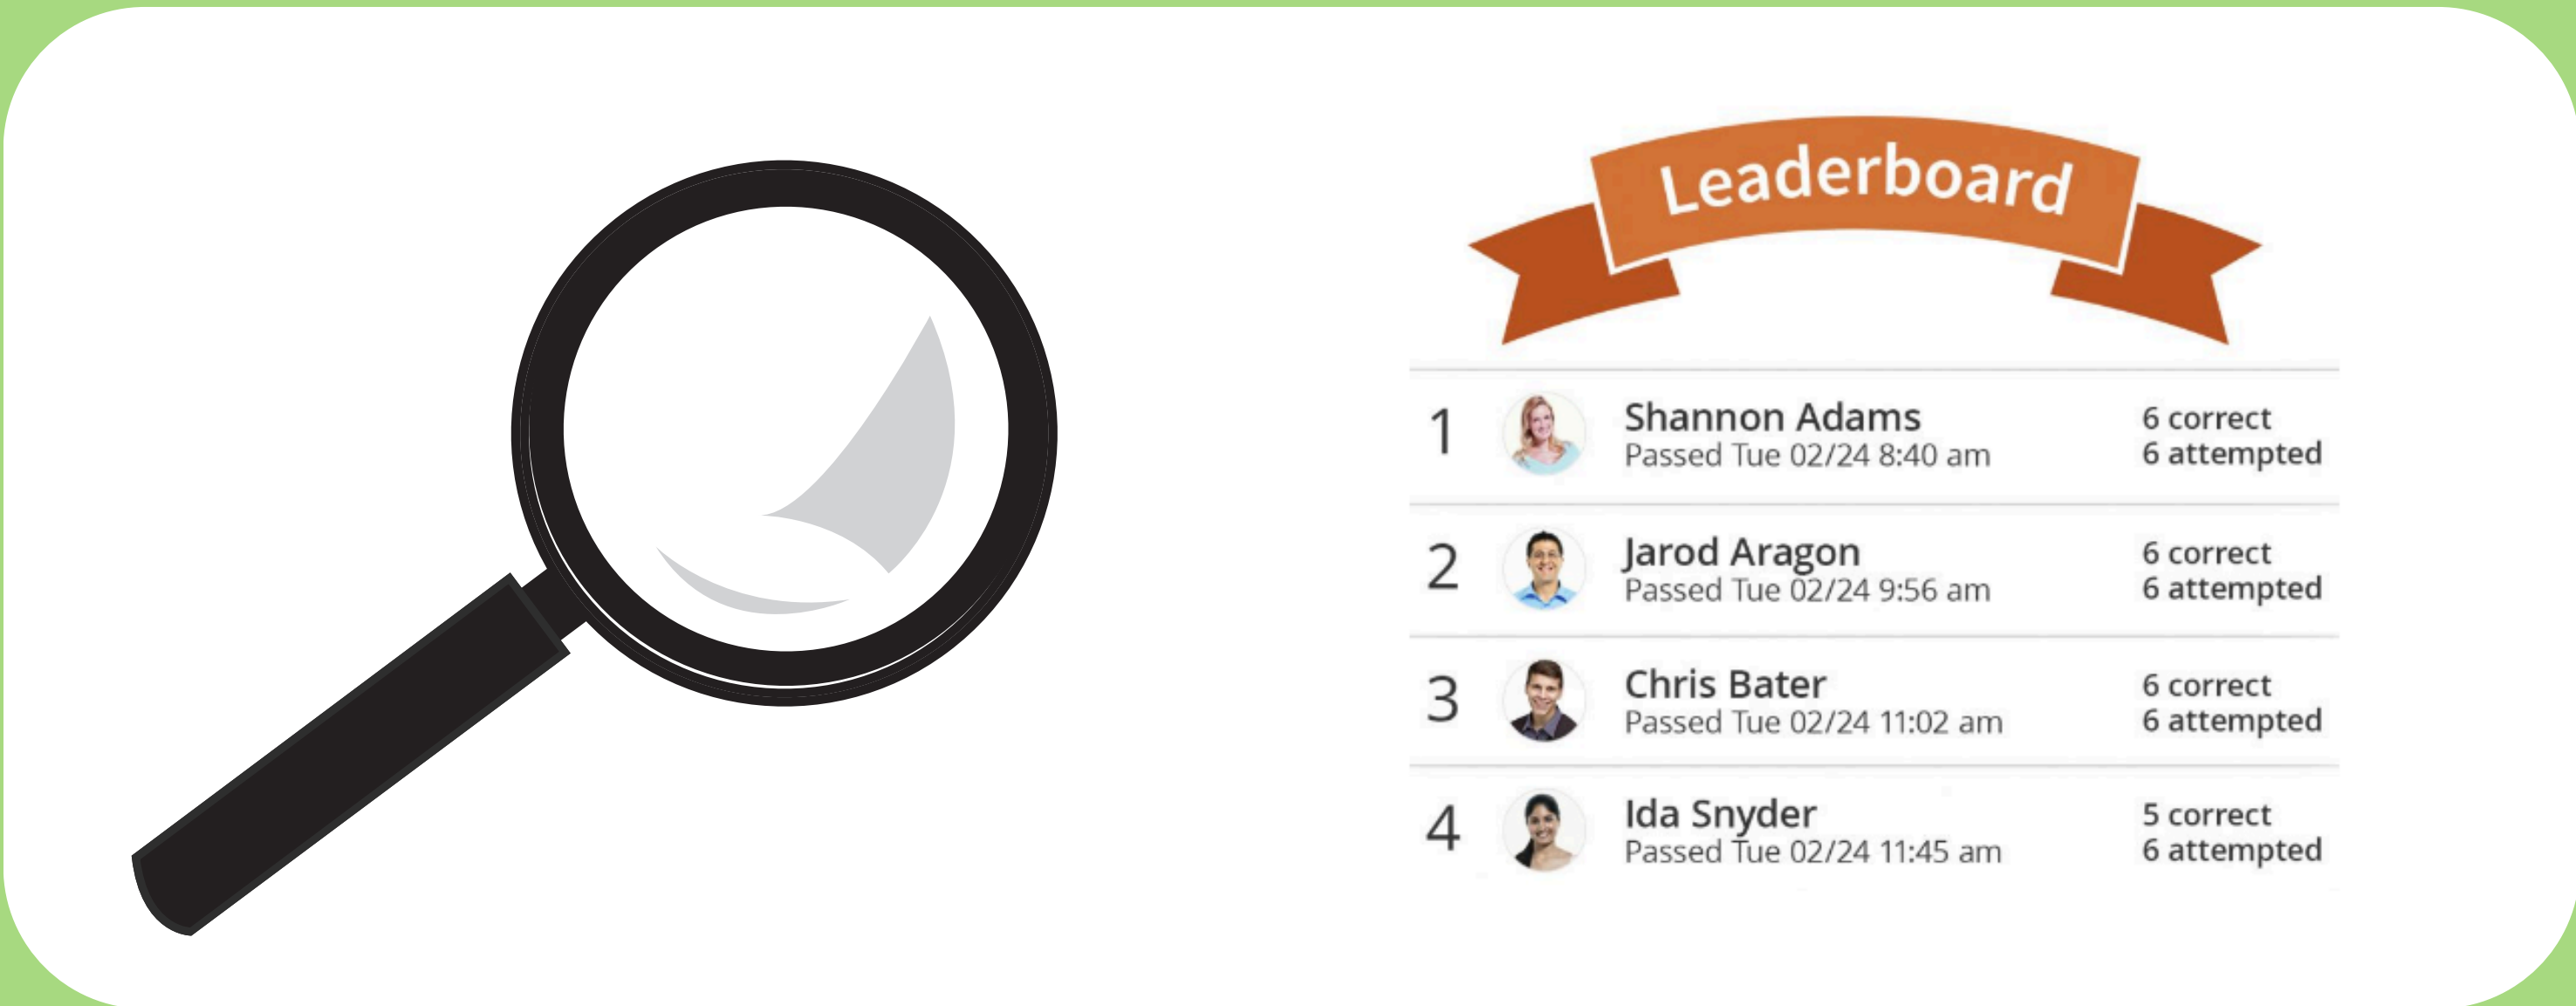 Leaderboard
1
Shannon Adams
Passed Tue 02/24 8:40 am
6 correct
6 attempted
2
Jarod Aragon
Passed Tue 02/24 9:56 am
6 correct
6 attempted
3
Chris Bater
Passed Tue 02/24 11:02 am
6 correct
6 attempted
4
Ida Snyder
Passed Tue 02/24 11:45 am
5 correct
6 attempted